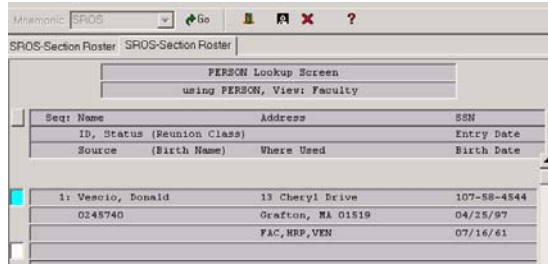 Mnemonic SROS Go ?
SROS-Section Roster SROS-Section Roster
PERSON Lookup Screen
using PERSON, View: Faculty
Seq: Name Address SSN
ID, Status (Reunion Class) Entry Date
Source (Birth Name) Where Used Birth Date
1: Vescio, Donald 13 Cheryl Drive 107-58-4544
0245740 Grafton, MA 01519 04/25/97
FAC,HRP,VEN 07/16/61